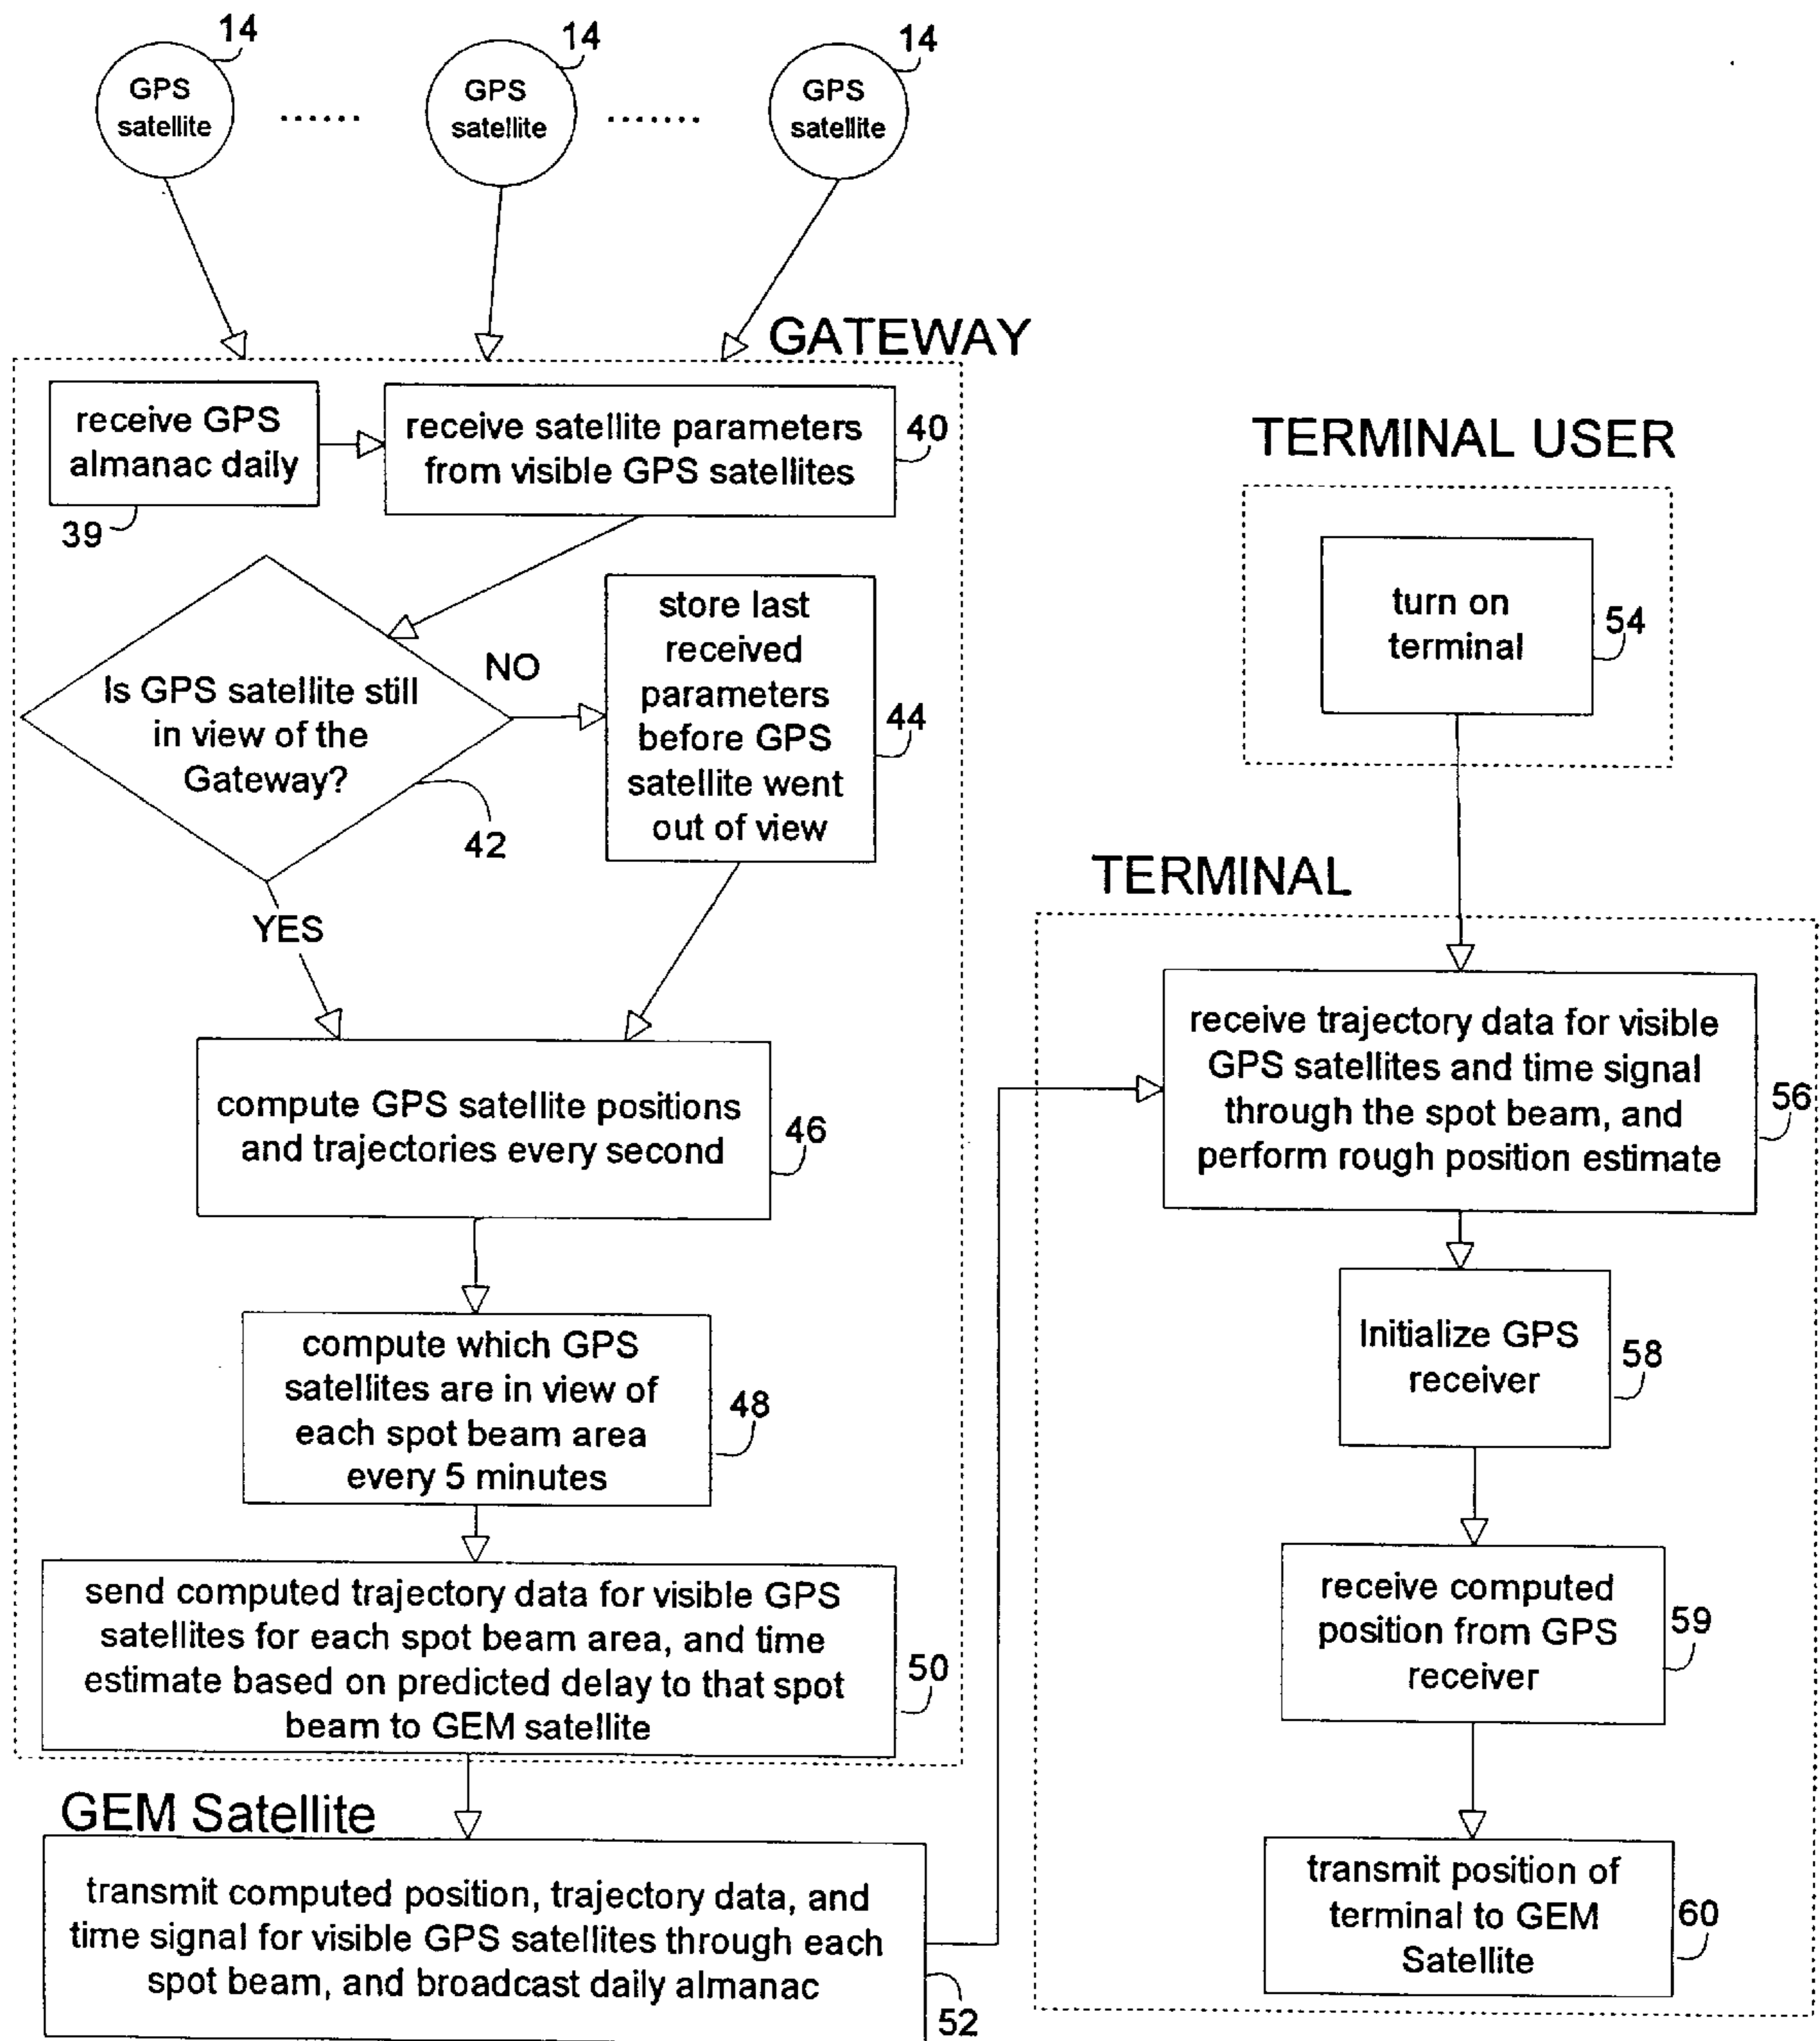 14
14
14
GPS
satellite
......
GPS
satellite
.......
GPS
satellite
GATEWAY
receive GPS
almanac daily
39
receive satellite parameters
from visible GPS satellites
40
Is GPS satellite still
in view of the
Gateway?
42
NO
YES
store last
received
parameters
before GPS
satellite went
out of view
44
compute GPS satellite positions
and trajectories every second
46
compute which GPS
satellites are in view of
each spot beam area
every 5 minutes
48
send computed trajectory data for visible GPS
satellites for each spot beam area, and time
estimate based on predicted delay to that spot
beam to GEM satellite
50
GEM Satellite
transmit computed position, trajectory data, and
time signal for visible GPS satellites through each
spot beam, and broadcast daily almanac
52
TERMINAL USER
turn on
terminal
54
TERMINAL
receive trajectory data for visible
GPS satellites and time signal
through the spot beam, and
perform rough position estimate
56
Initialize GPS
receiver
58
receive computed
position from GPS
receiver
59
transmit position of
terminal to GEM
Satellite
60